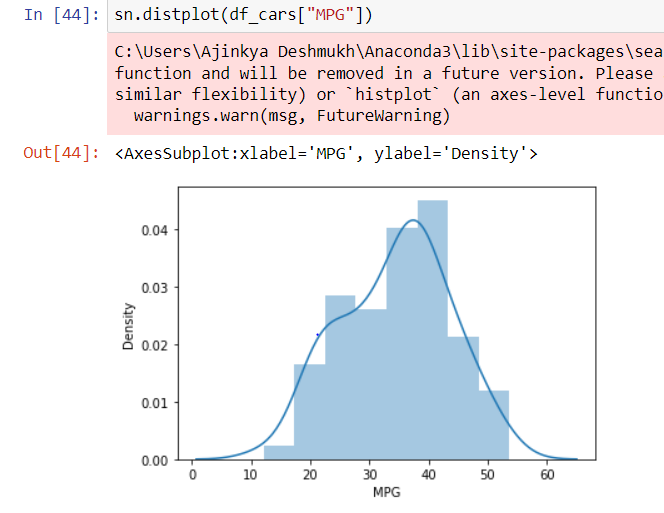 In [44]: sn.distplot(df_cars["MPG"])
C:\Users\Ajinkya Deshmukh\Anaconda3\lib\site-packages\sea
function and will be removed in a future version. Please
similar flexibility) or `histplot` (an axes-level functio
warnings.warn(msg, FutureWarning)
Out[44]: <AxesSubplot:xlabel='MPG', ylabel='Density'>
0.04
0.03
0.02
0.01
0.00
Density
0 10 20 30 40 50 60
MPG